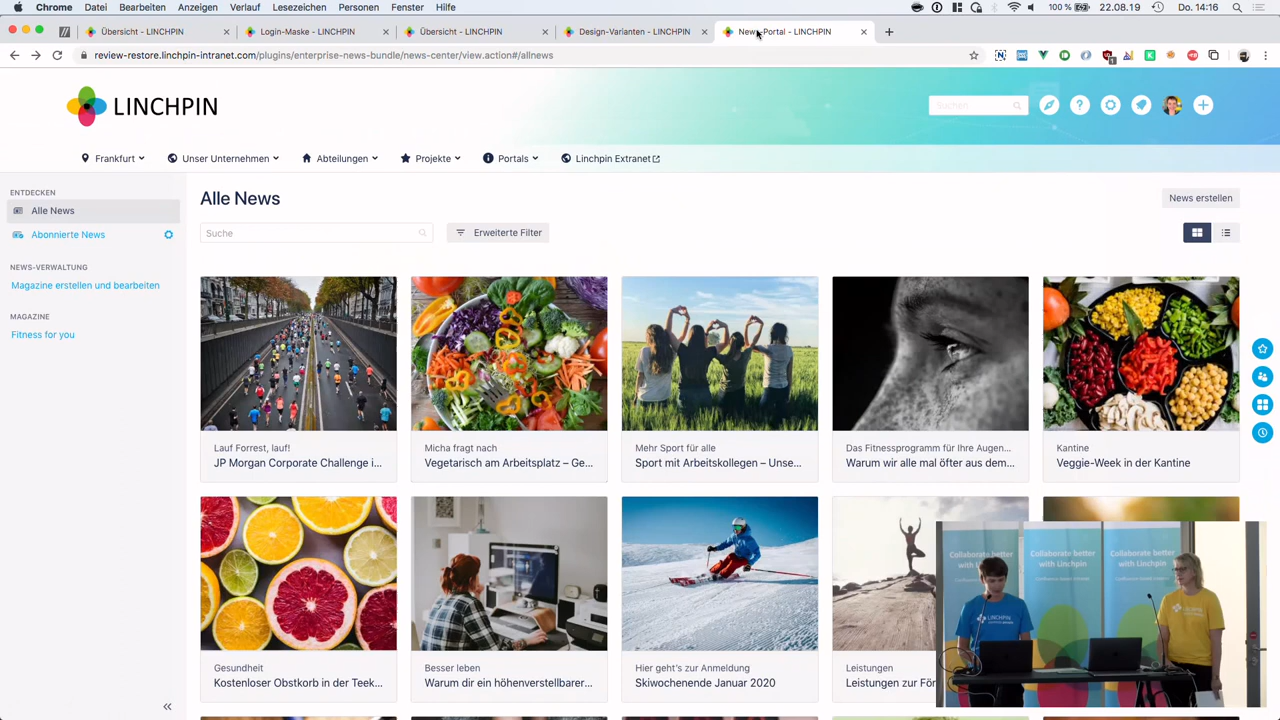 Chrome Datei Bearbeiten Anzeigen Verlauf Lesezeichen Personen Fenster Hilfe
100 % 22.08.19 Do. 14:16
Übersicht - LINCHPIN
Login-Maske - LINCHPIN
Übersicht - LINCHPIN
Design-Varianten - LINCHPIN
News-Portal - LINCHPIN
review-restore.linchpin-intranet.com/plugins/enterprise-news-bundle/news-center/view.action#/allnews
LINCHPIN
Suchen
Frankfurt
Unser Unternehmen
Abteilungen
Projekte
Portals
Linchpin Extranet
ENTDECKEN
Alle News
Abonnierte News
NEWS-VERWALTUNG
Magazine erstellen und bearbeiten
MAGAZINE
Fitness for you
Alle News
News erstellen
Suche
Erweiterte Filter
Lauf Forrest, lauf!
JP Morgan Corporate Challenge i...
Micha fragt nach
Vegetarisch am Arbeitsplatz – Ge...
Mehr Sport für alle
Sport mit Arbeitskollegen – Unse...
Das Fitnessprogramm für Ihre Augen...
Warum wir alle mal öfter aus dem...
Kantine
Veggie-Week in der Kantine
Gesundheit
Kostenloser Obstkorb in der Teek...
Besser leben
Warum dir ein höhenverstellbarer...
Hier geht's zur Anmeldung
Skiwochenende Januar 2020
Leistungen
Leistungen zur För
Collaborate better
with Linchpin
Collaborate better
with Linchpin
Collaborate better
with Linchpin
LINCHPIN
LINCHPIN